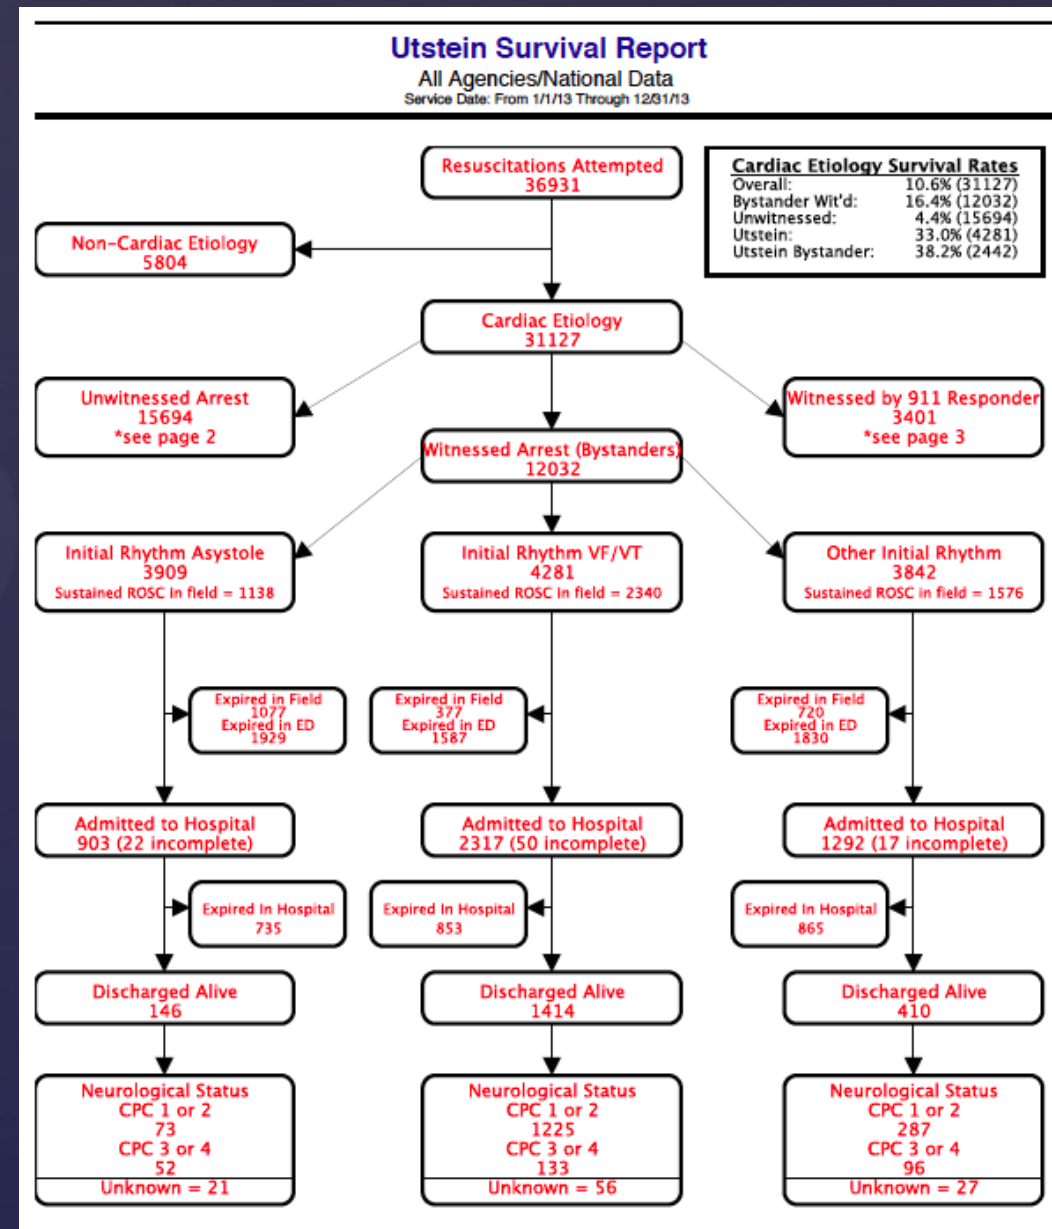 Utstein Survival Report
All Agencies/National Data
Service Date: From 1/1/13 Through 12/31/13
Resuscitations Attempted
36931
Cardiac Etiology Survival Rates
Overall: 10.6% (31127)
Bystander Wit'd: 16.4% (12032)
Unwitnessed: 4.4% (15694)
Utstein: 33.0% (4281)
Utstein Bystander: 38.2% (2442)
Non-Cardiac Etiology
5804
Cardiac Etiology
31127
Unwitnessed Arrest
15694
*see page 2
Witnessed by 911 Responder
3401
*see page 3
Witnessed Arrest (Bystanders)
12032
Initial Rhythm Asystole
3909
Sustained ROSC in field = 1138
Initial Rhythm VF/VT
4281
Sustained ROSC in field = 2340
Other Initial Rhythm
3842
Sustained ROSC in field = 1576
Expired in Field
1077
Expired in ED
1929
Expired in Field
377
Expired in ED
1587
Expired in Field
720
Expired in ED
1830
Admitted to Hospital
903 (22 incomplete)
Admitted to Hospital
2317 (50 incomplete)
Admitted to Hospital
1292 (17 incomplete)
Expired In Hospital
735
Expired In Hospital
853
Expired In Hospital
865
Discharged Alive
146
Discharged Alive
1414
Discharged Alive
410
Neurological Status
CPC 1 or 2
73
CPC 3 or 4
52
Unknown = 21
Neurological Status
CPC 1 or 2
1225
CPC 3 or 4
133
Unknown = 56
Neurological Status
CPC 1 or 2
287
CPC 3 or 4
96
Unknown = 27